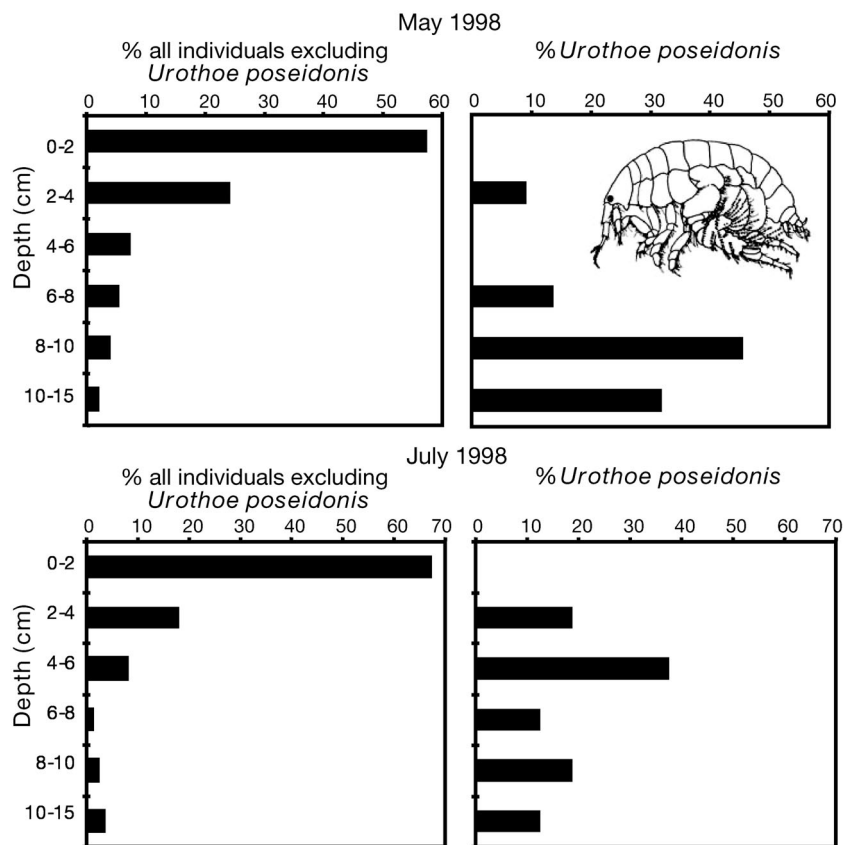 May 1998
% all individuals excluding
Urothoe poseidonis
% Urothoe poseidonis
0 10 20 30 40 50 60
0 10 20 30 40 50 60
Depth (cm)
0-2
2-4
4-6
6-8
8-10
10-15
July 1998
% all individuals excluding
Urothoe poseidonis
% Urothoe poseidonis
0 10 20 30 40 50 60 70
0 10 20 30 40 50 60 70
Depth (cm)
0-2
2-4
4-6
6-8
8-10
10-15